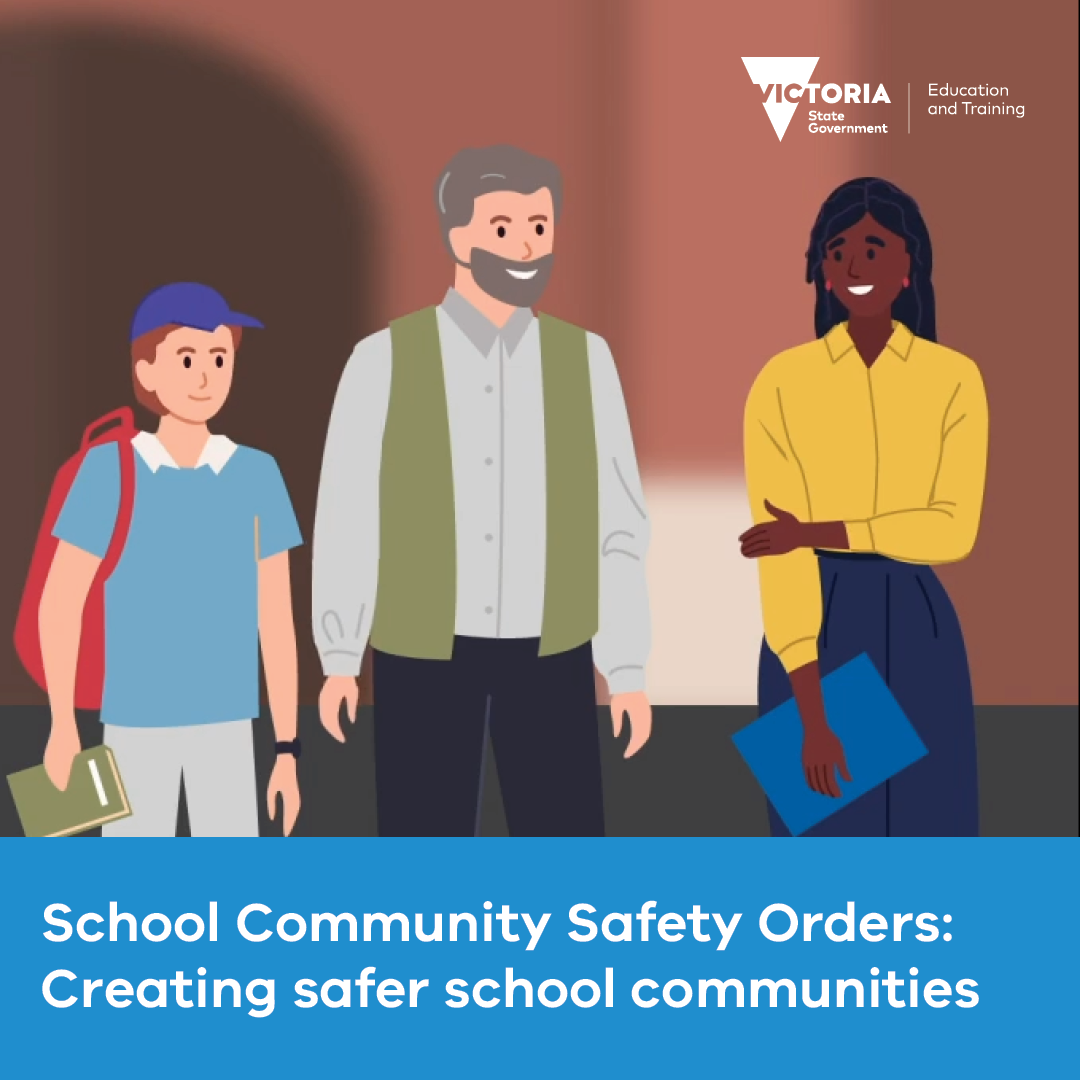 VICTORIA
State
Government
Education
and Training
School Community Safety Orders:
Creating safer school communities